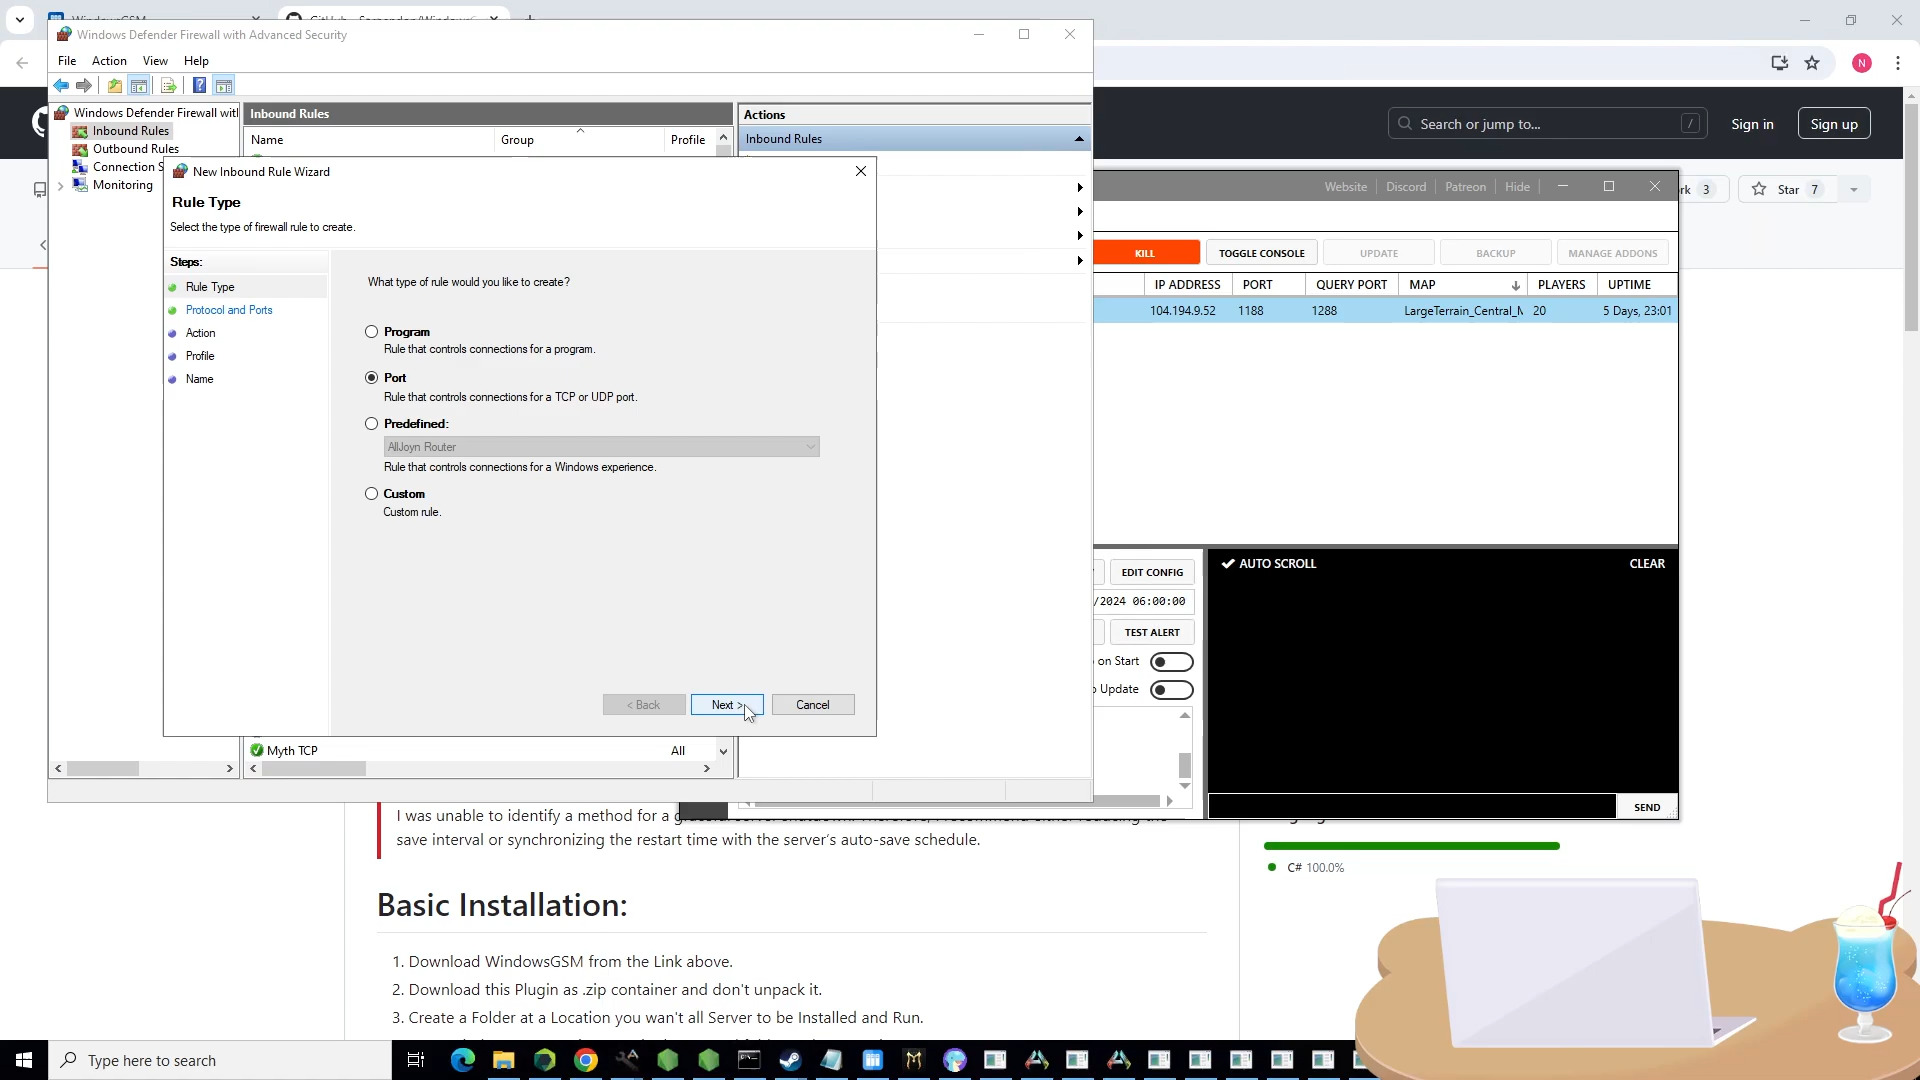 Windows Defender Firewall with Advanced Security
File Action View Help
Windows Defender Firewall wit
Inbound Rules
Outbound Rules
Connection S
Monitoring
Inbound Rules
Name Group Profile
Actions
Inbound Rules
New Inbound Rule Wizard
Rule Type
Select the type of firewall rule to create.
Steps:
Rule Type
Protocol and Ports
Action
Profile
Name
What type of rule would you like to create?
Program
Rule that controls connections for a program.
Port
Rule that controls connections for a TCP or UDP port.
Predefined:
AllJoyn Router
Rule that controls connections for a Windows experience.
Custom
Custom rule.
< Back Next > Cancel
Myth TCP All
N
Search or jump to... /
Sign in Sign up
rk 3 Star 7
Website Discord Patreon Hide
KILL TOGGLE CONSOLE UPDATE BACKUP MANAGE ADDONS
IP ADDRESS PORT QUERY PORT MAP PLAYERS UPTIME
104.194.9.52 1188 1288 LargeTerrain_Central_M 20 5 Days, 23:01
EDIT CONFIG
/2024 06:00:00
TEST ALERT
on Start
Update
AUTO SCROLL CLEAR
SEND
I was unable to identify a method for a
save interval or synchronizing the restart time with the server's auto-save schedule.
Basic Installation:
1. Download WindowsGSM from the Link above.
2. Download this Plugin as .zip container and don't unpack it.
3. Create a Folder at a Location you wan't all Server to be Installed and Run.
C# 100.0%
Type here to search